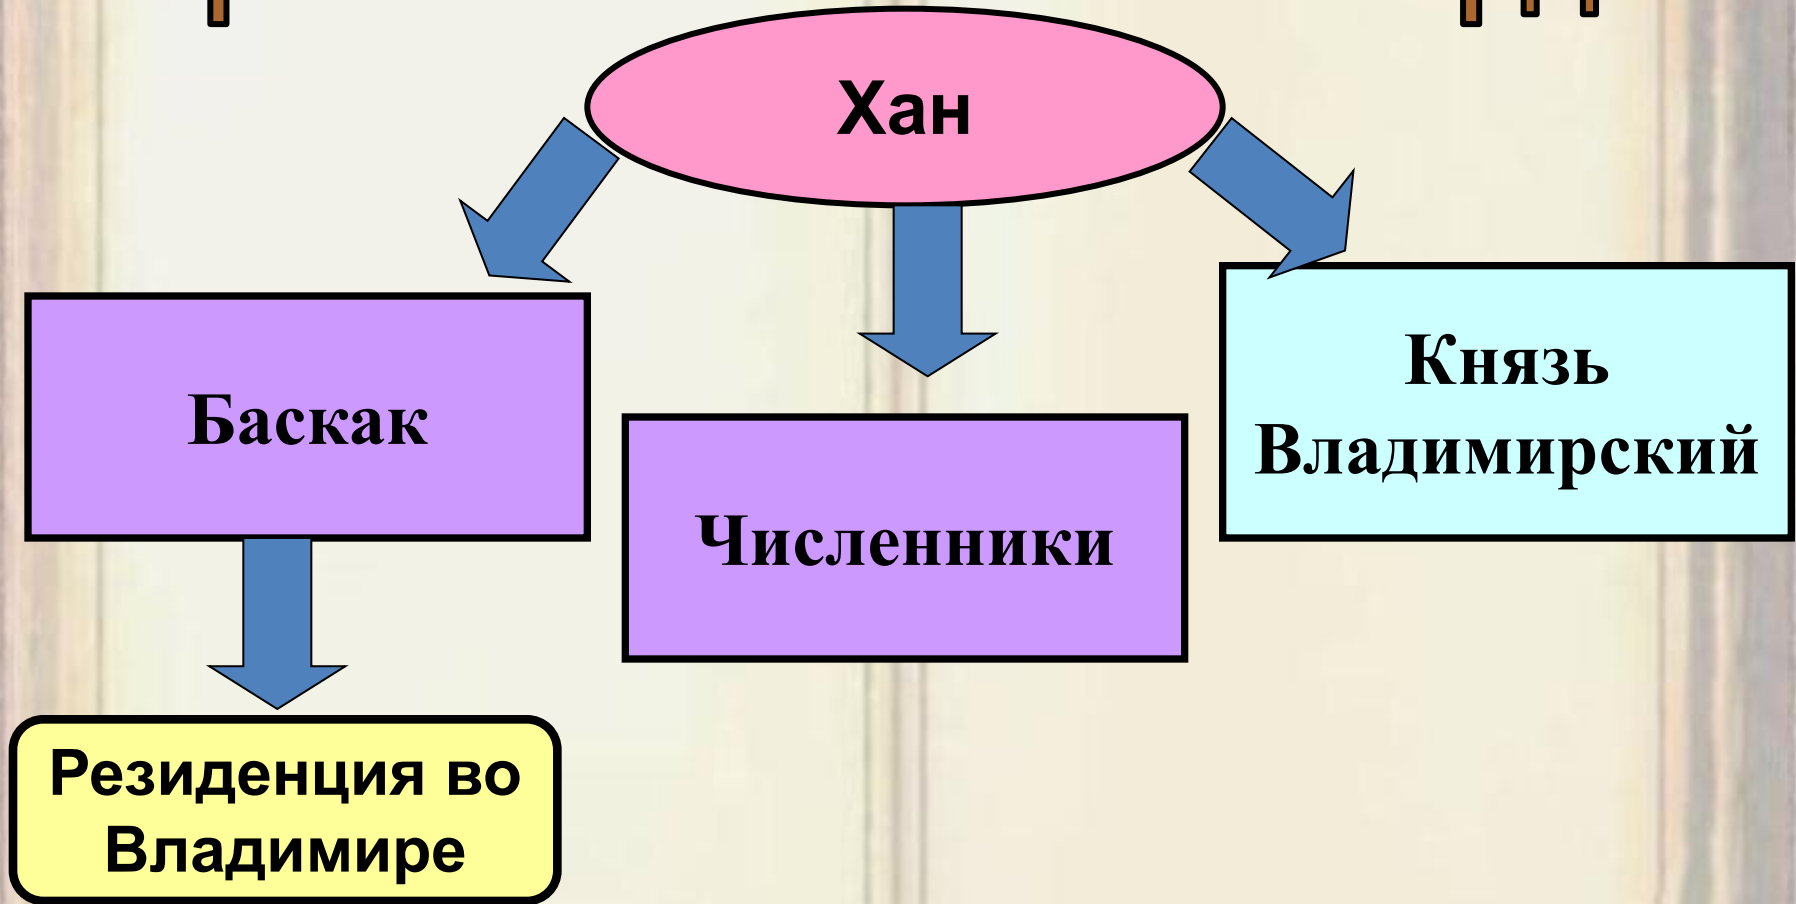 Хан
Баскак
Численники
Князь
Владимирский
Резиденция во
Владимире